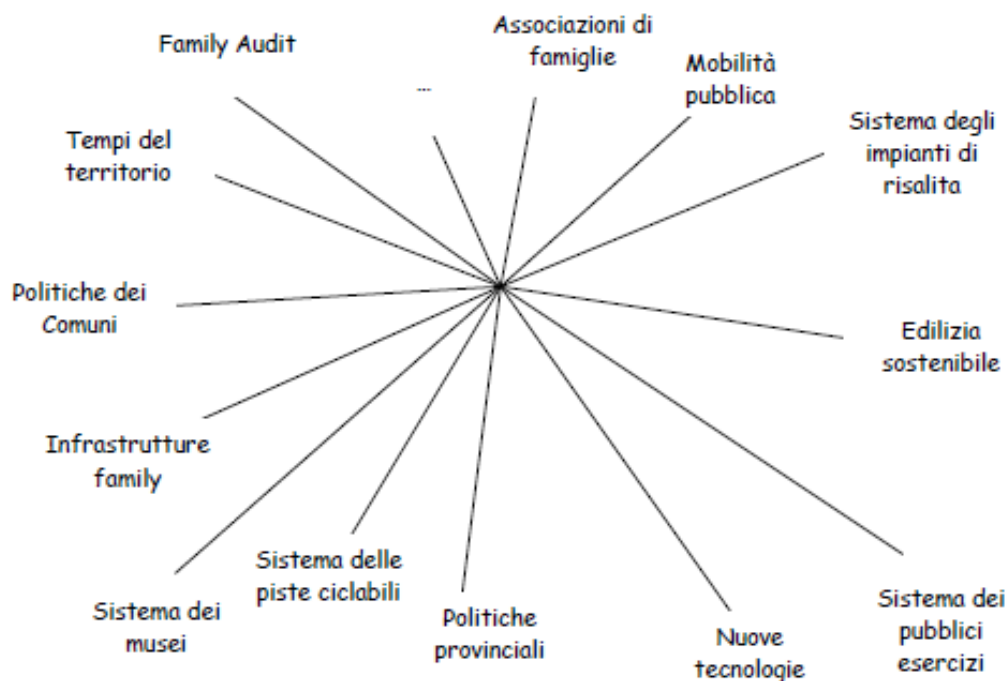 Associazioni di
famiglie
Family Audit
Mobilità
pubblica
...
Sistema degli
impianti di
risalita
Tempi del
territorio
Politiche dei
Comuni
Edilizia
sostenibile
Infrastrutture
family
Sistema delle
piste ciclabili
Sistema dei
musei
Politiche
provinciali
Nuove
tecnologie
Sistema dei
pubblici
esercizi